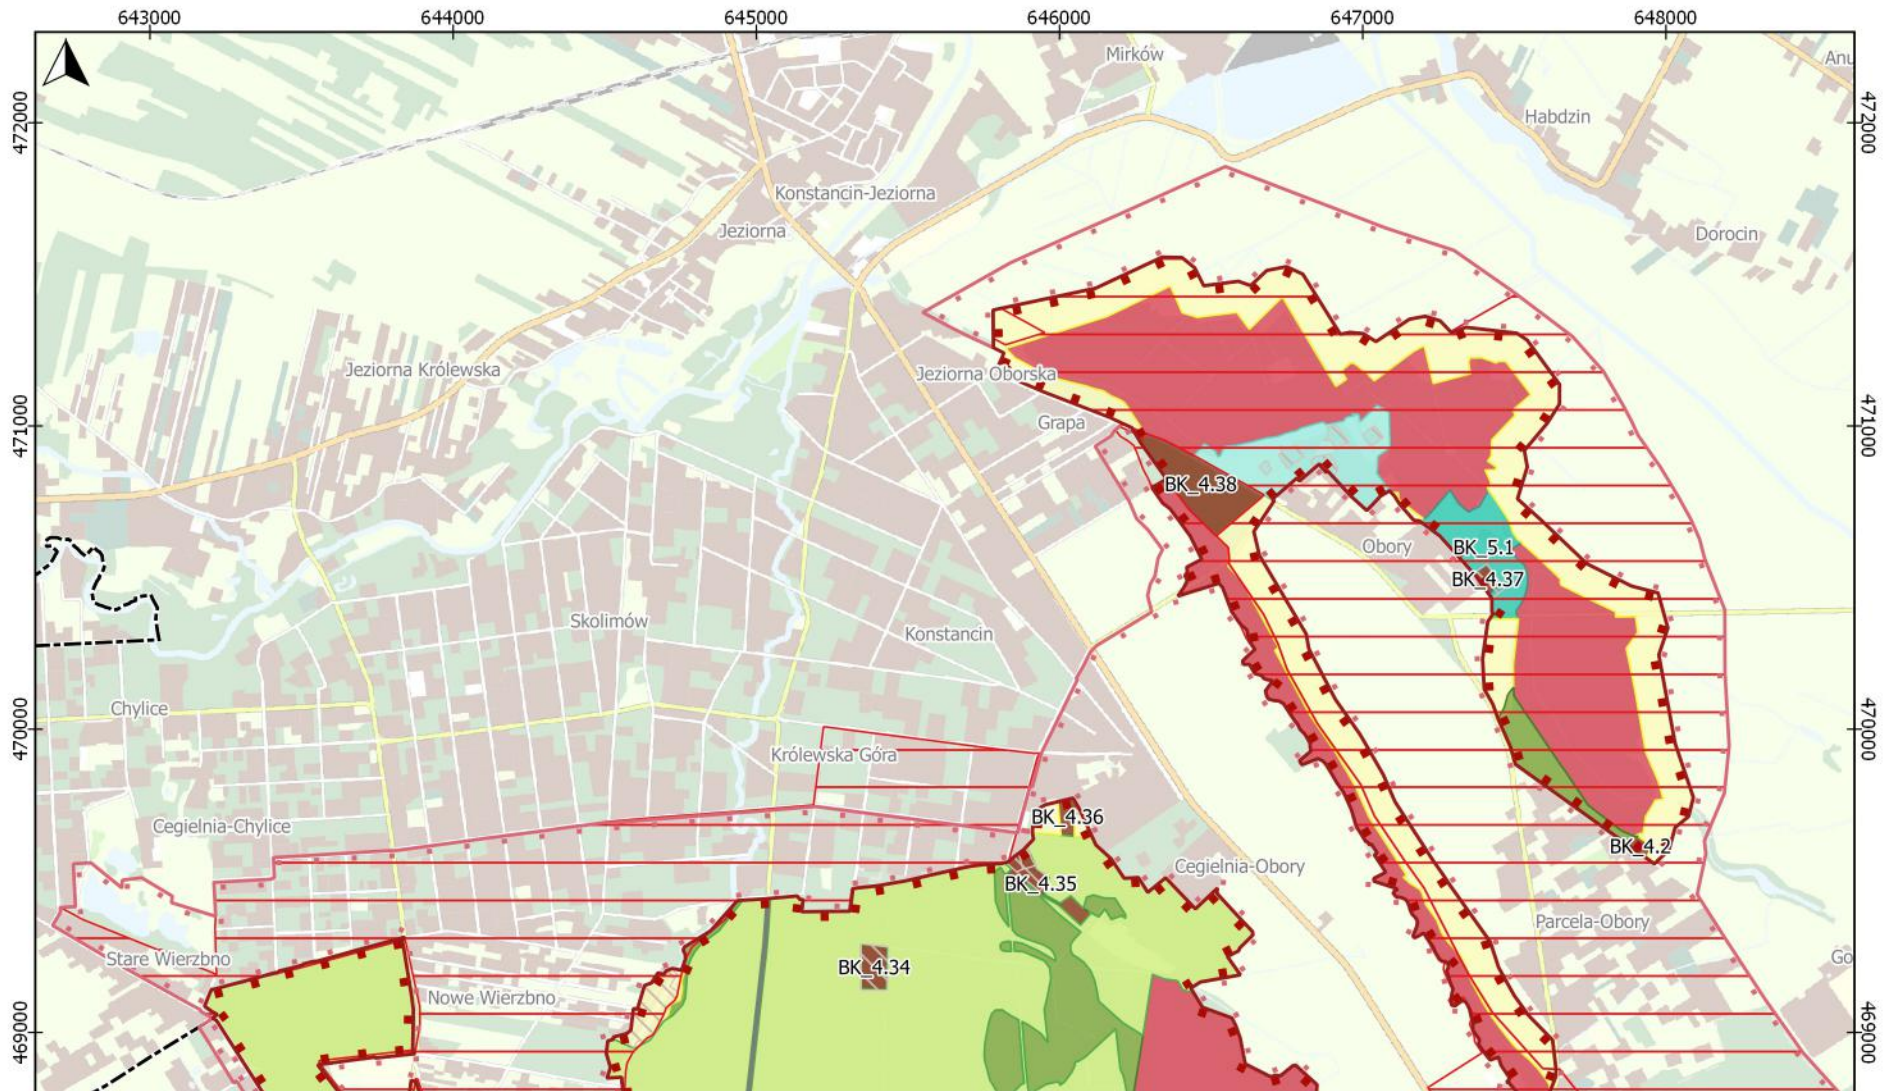 643000
644000
645000
646000
647000
648000
Mirków
Anu
472000
472000
Habdzin
Konstancin-Jeziorna
Jeziorna
Dorocin
Jeziorna Królewska
Jeziorna Oborska
471000
471000
Grapa
BK_4.38
Obory
BK_5.1
BK_4.37
Skolimów
Konstancin
Chylice
470000
470000
Królewska Góra
Cegielnia-Chylice
BK_4.36
BK_4.2
Cegielnia-Obory
BK_4.35
Parcela-Obory
Stare Wierzbno
BK_4.34
Go
Nowe Wierzbno
469000
469000